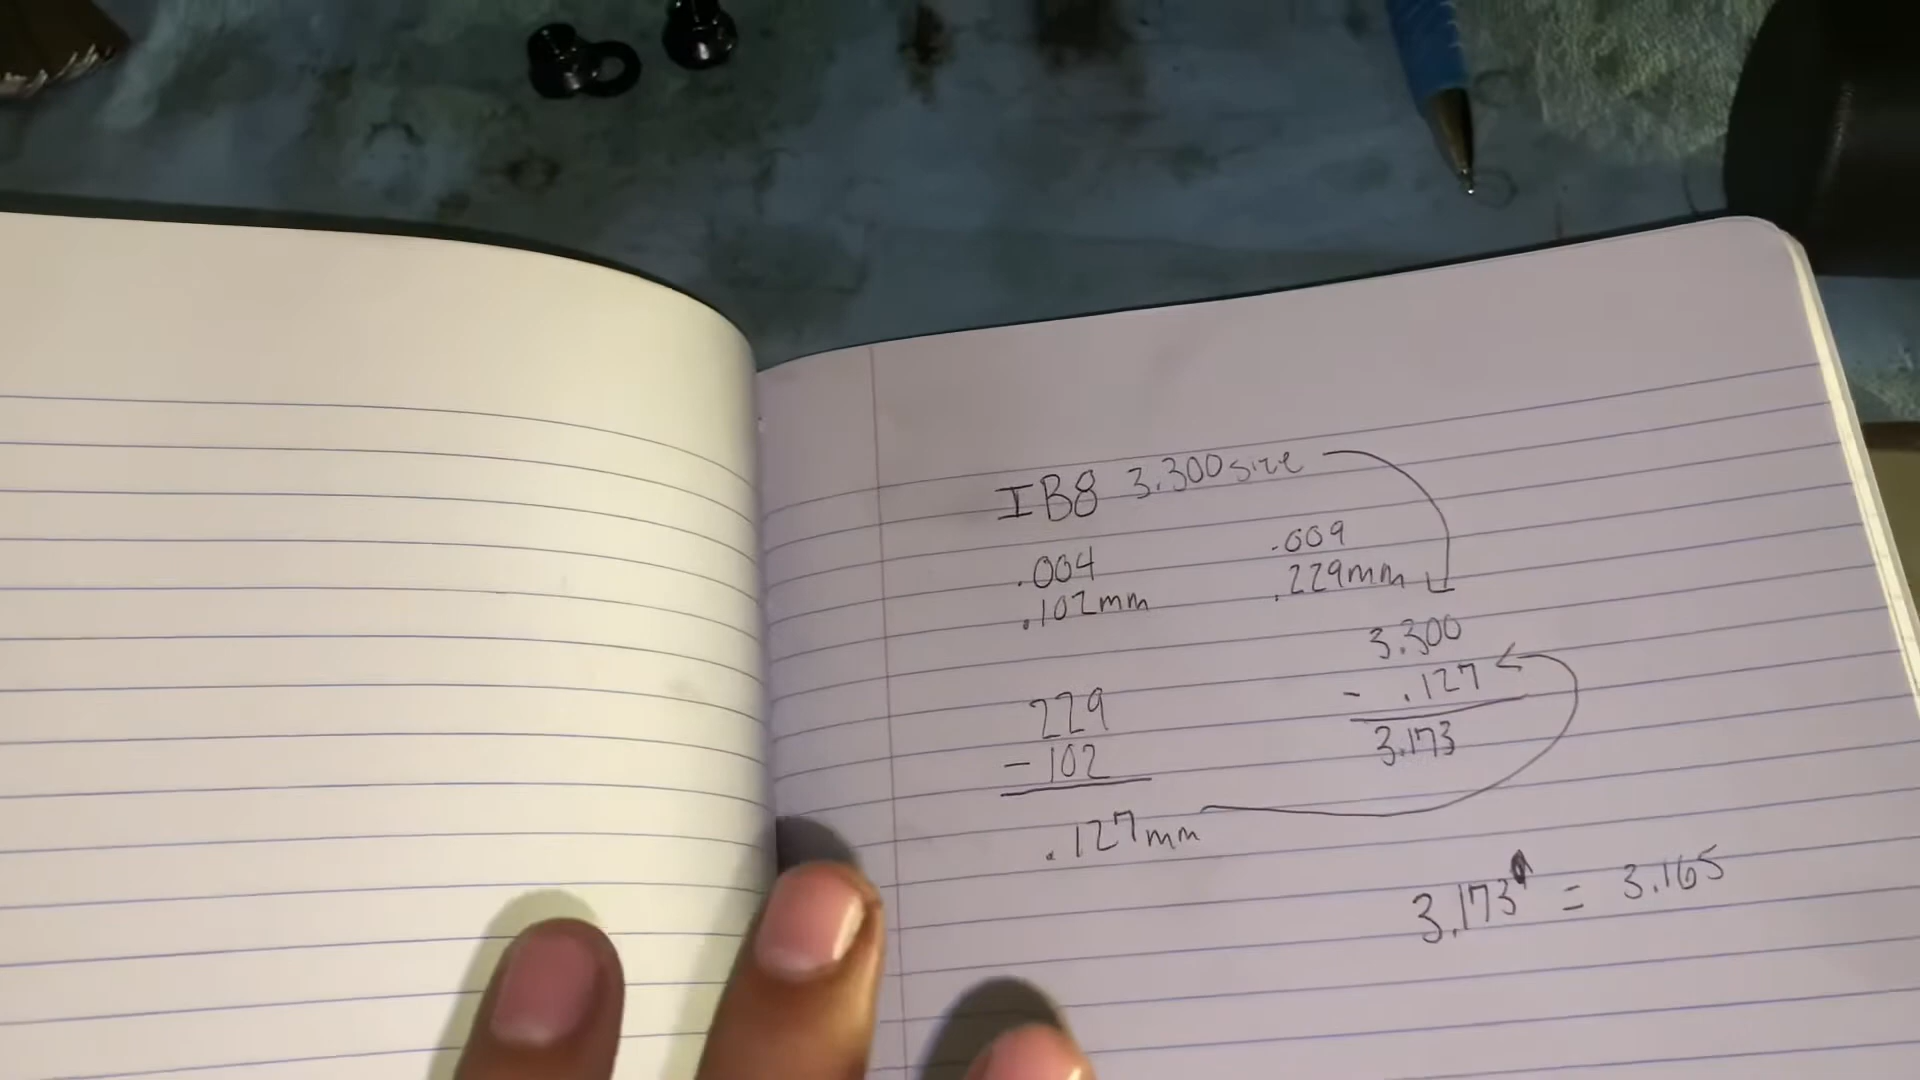 IB8 3.300 size
.004 .009
.102mm .229mm
3.300
- .127
3.173
229
- 102
.127mm
3.173 = 3.165